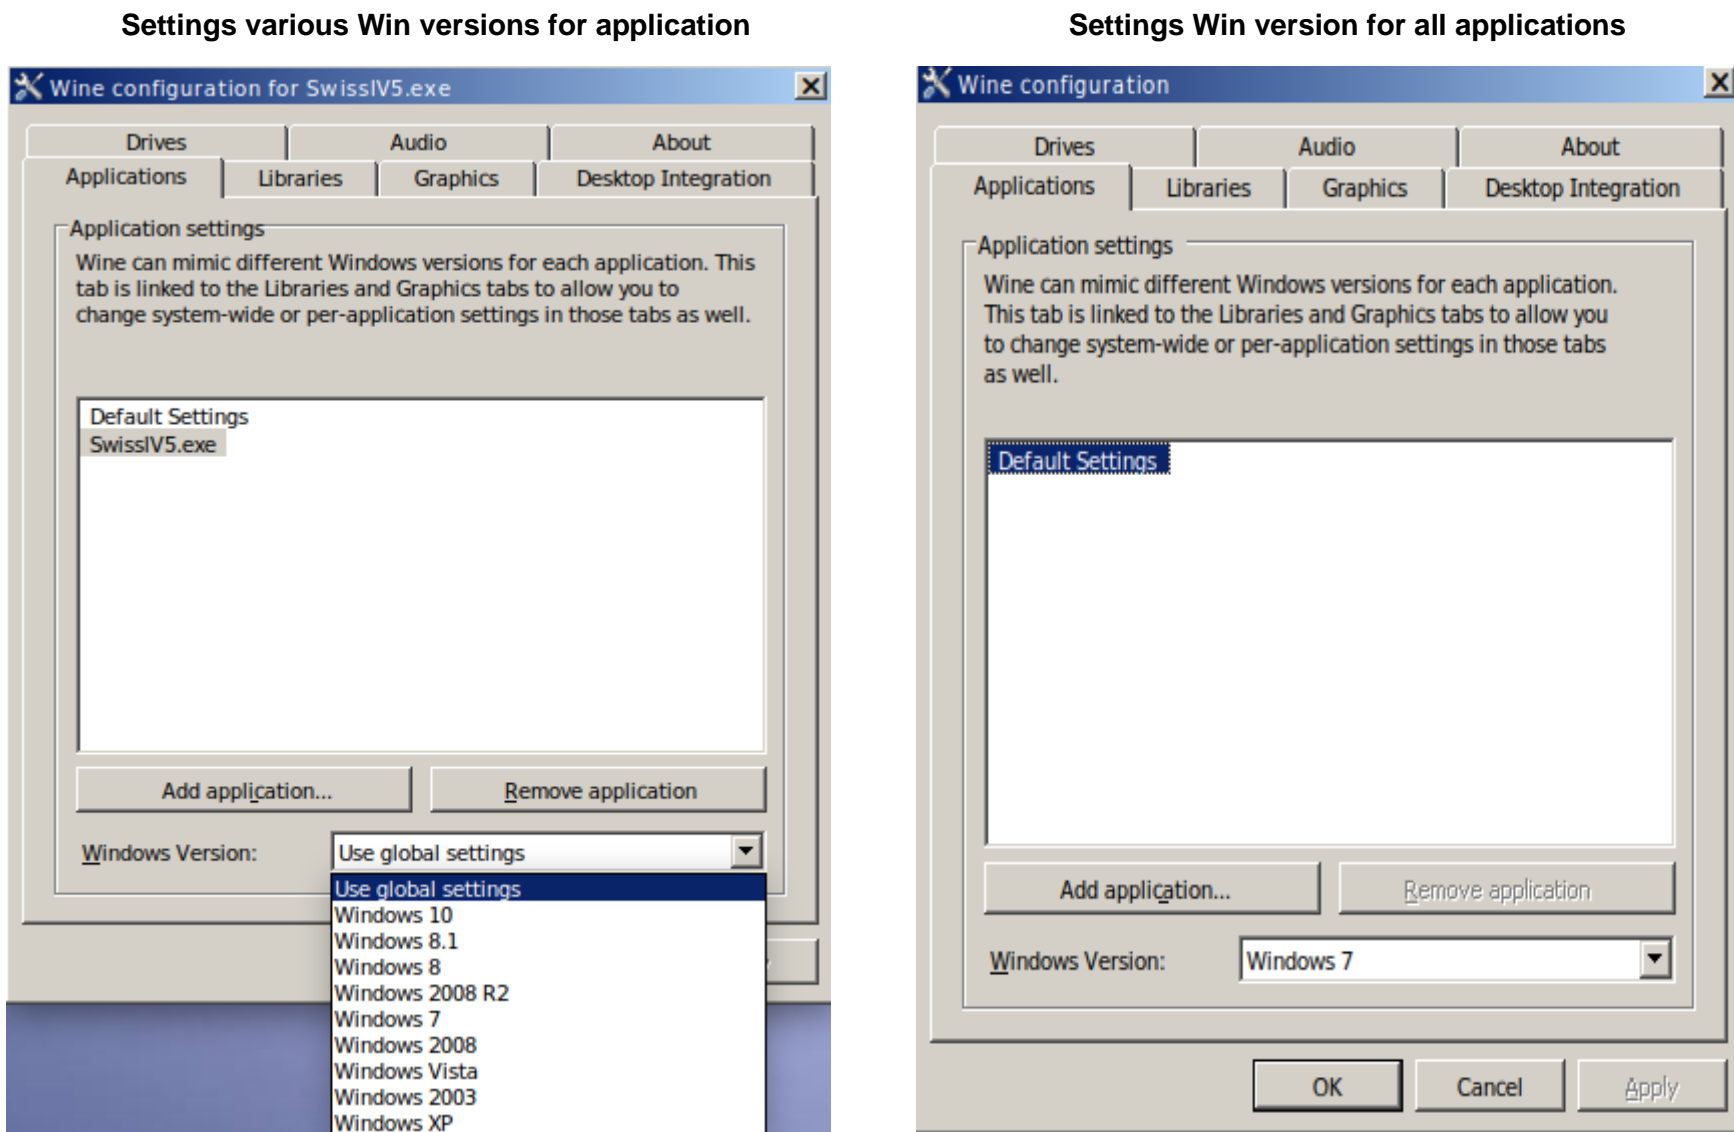 Settings various Win versions for application
Wine configuration for SwissIV5.exe
Drives Audio About
Applications Libraries Graphics Desktop Integration
Application settings
Wine can mimic different Windows versions for each application. This
tab is linked to the Libraries and Graphics tabs to allow you to
change system-wide or per-application settings in those tabs as well.
Default Settings
SwissIV5.exe
Add application...
Remove application
Windows Version: Use global settings
Use global settings
Windows 10
Windows 8.1
Windows 8
Windows 2008 R2
Windows 7
Windows 2008
Windows Vista
Windows 2003
Windows XP
Settings Win version for all applications
Wine configuration
Drives Audio About
Applications Libraries Graphics Desktop Integration
Application settings
Wine can mimic different Windows versions for each application.
This tab is linked to the Libraries and Graphics tabs to allow you
to change system-wide or per-application settings in those tabs
as well.
Default Settings
Add application...
Remove application
Windows Version: Windows 7
OK Cancel Apply